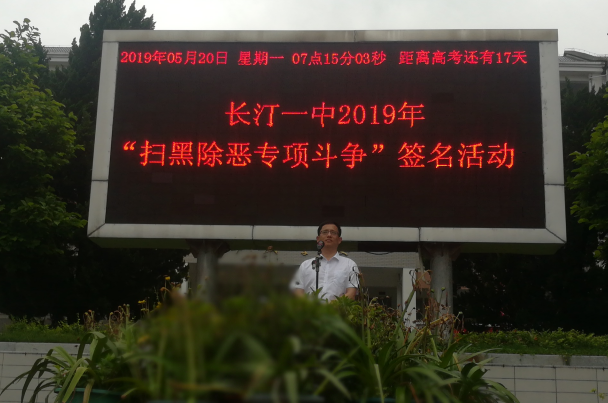 2019年05月20日 星期一 07点15分03秒 距离高考还有17天
长汀一中2019年
“扫黑除恶专项斗争”签名活动